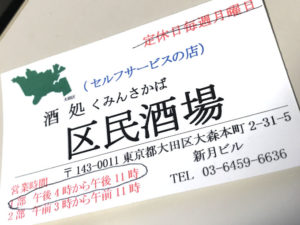 定休日毎週月曜日
(セルフサービスの店)
酒処 くみんさかば
区民酒場
〒143-0011 東京都大田区大森本町2-31-5
新月ビル
営業時間
TEL 03-6459-6636
1部 午後4時から午後11時
2部 午前3時から午前11時